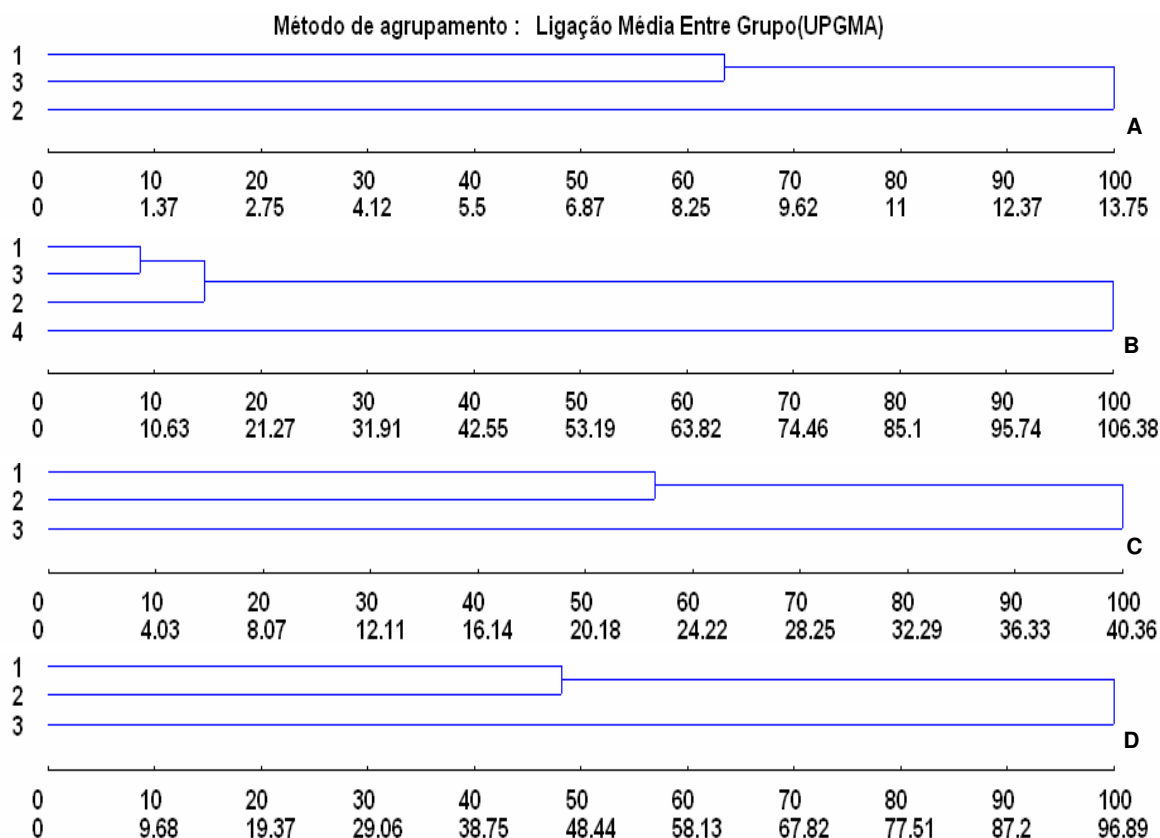 Método de agrupamento : Ligação Média Entre Grupo(UPGMA)
1
3
2
A
0 10 20 30 40 50 60 70 80 90 100
0 1.37 2.75 4.12 5.5 6.87 8.25 9.62 11 12.37 13.75
1
3
2
4
B
0 10 20 30 40 50 60 70 80 90 100
0 10.63 21.27 31.91 42.55 53.19 63.82 74.46 85.1 95.74 106.38
1
2
3
C
0 10 20 30 40 50 60 70 80 90 100
0 4.03 8.07 12.11 16.14 20.18 24.22 28.25 32.29 36.33 40.36
1
2
3
D
0 10 20 30 40 50 60 70 80 90 100
0 9.68 19.37 29.06 38.75 48.44 58.13 67.82 77.51 87.2 96.89